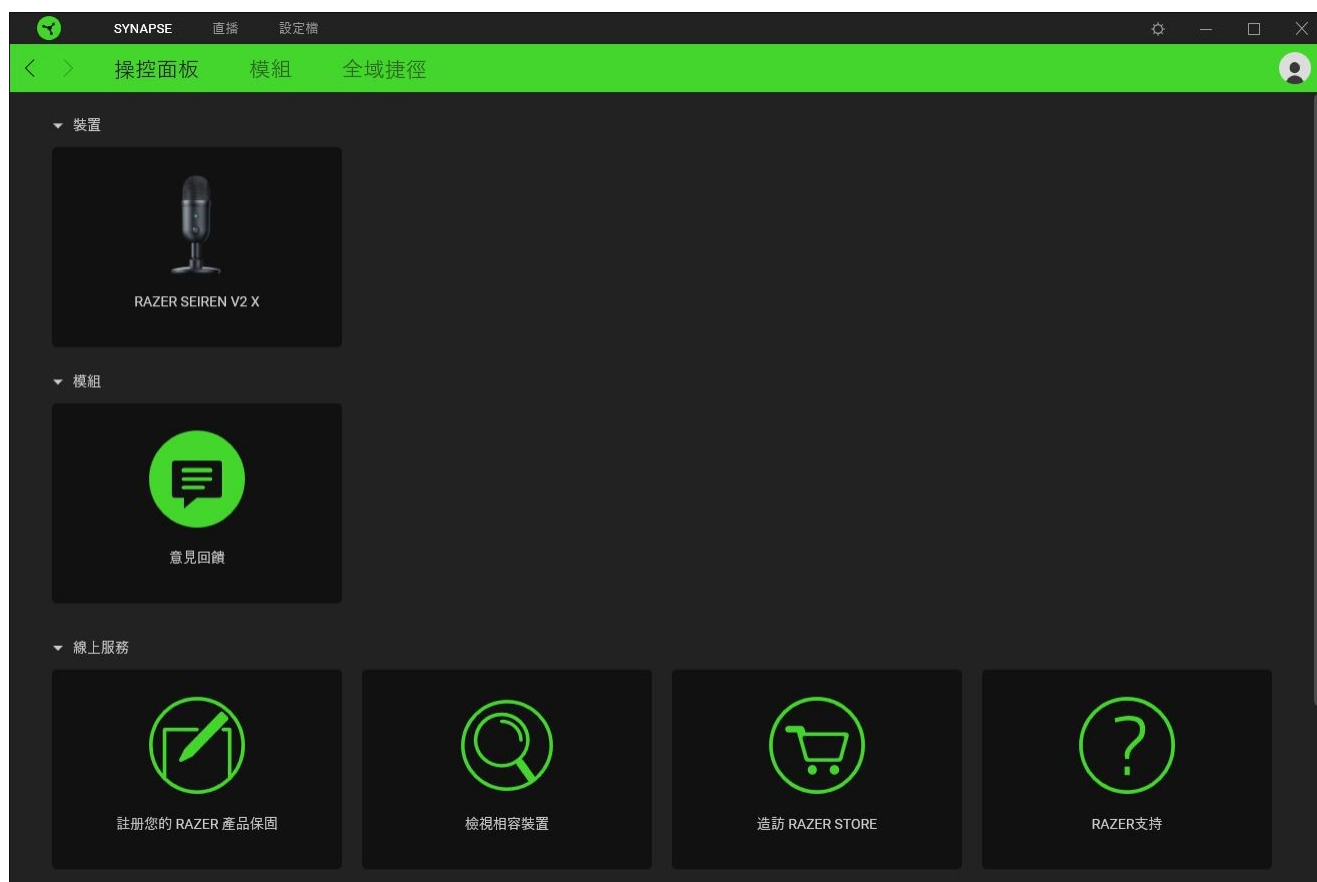 SYNAPSE 直播 設定檔
操控面板 模組 全域捷徑
裝置
RAZER SEIREN V2 X
模組
意見回饋
線上服務
註册您的 RAZER 產品保固 檢視相容裝置 造訪 RAZER STORE RAZER支持